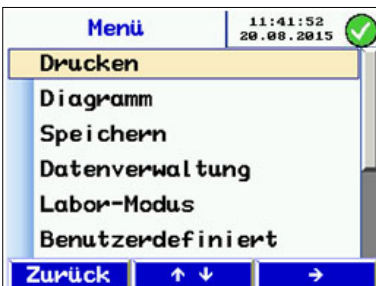 Menü
11:41:52
20.08.2015
Drucken
Diagramm
Speichern
Datenverwaltung
Labor-Modus
Benutzerdefiniert
Zurück ↑ ↓ →